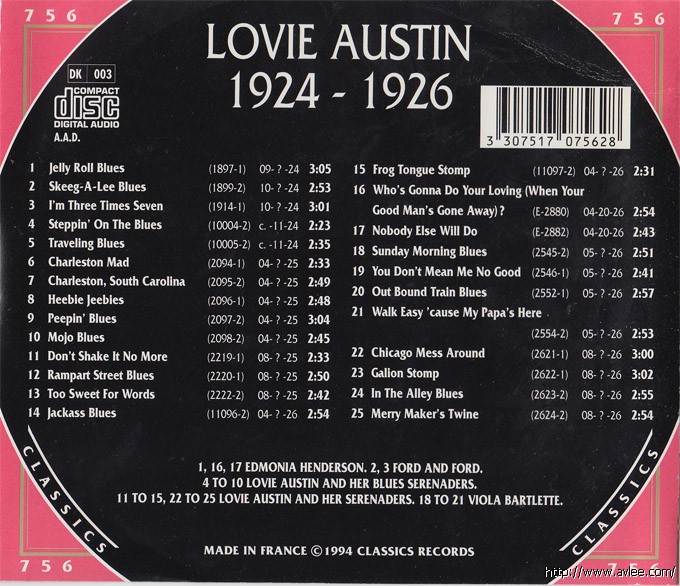 7 5 6
7 5 6
CLASSICS
CLASSICS
LOVIE AUSTIN
1924 - 1926
DK 003
COMPACT
disc
DIGITAL AUDIO
A.A.D.
3 307517 075628
1 Jelly Roll Blues (1897-1) 09- ? -24 3:05
2 Skeeg-A-Lee Blues (1899-2) 10- ? -24 2:53
3 I'm Three Times Seven (1914-1) 10- ? -24 3:01
4 Steppin' On The Blues (10004-2) c. -11-24 2:23
5 Traveling Blues (10005-2) c. -11-24 2:35
6 Charleston Mad (2094-1) 04- ? -25 2:33
7 Charleston, South Carolina (2095-2) 04- ? -25 2:49
8 Heebie Jeebies (2096-1) 04- ? -25 2:48
9 Peepin' Blues (2097-2) 04- ? -25 3:04
10 Mojo Blues (2098-2) 04- ? -25 2:45
11 Don't Shake It No More (2219-1) 08- ? -25 2:33
12 Rampart Street Blues (2220-1) 08- ? -25 2:50
13 Too Sweet For Words (2222-2) 08- ? -25 2:42
14 Jackass Blues (11096-2) 04- ? -26 2:54
15 Frog Tongue Stomp (11097-2) 04- ? -26 2:31
16 Who's Gonna Do Your Loving (When Your
Good Man's Gone Away) ? (E-2880) 04-20-26 2:54
17 Nobody Else Will Do (E-2882) 04-20-26 2:43
18 Sunday Morning Blues (2545-2) 05- ? -26 2:51
19 You Don't Mean Me No Good (2546-1) 05- ? -26 2:41
20 Out Bound Train Blues (2552-1) 05- ? -26 2:57
21 Walk Easy 'cause My Papa's Here
(2554-2) 05- ? -26 2:53
22 Chicago Mess Around (2621-1) 08- ? -26 3:00
23 Galion Stomp (2622-1) 08- ? -26 3:02
24 In The Alley Blues (2623-2) 08- ? -26 2:55
25 Merry Maker's Twine (2624-2) 08- ? -26 2:54
1, 16, 17 EDMONIA HENDERSON. 2, 3 FORD AND FORD.
4 TO 10 LOVIE AUSTIN AND HER BLUES SERENADERS.
11 TO 15, 22 TO 25 LOVIE AUSTIN AND HER SERENADERS. 18 TO 21 VIOLA BARTLETTE.
CLASSICS
CLASSICS
MADE IN FRANCE ©1994 CLASSICS RECORDS
7 5 6
7 5 6
http://www.avlee.com/